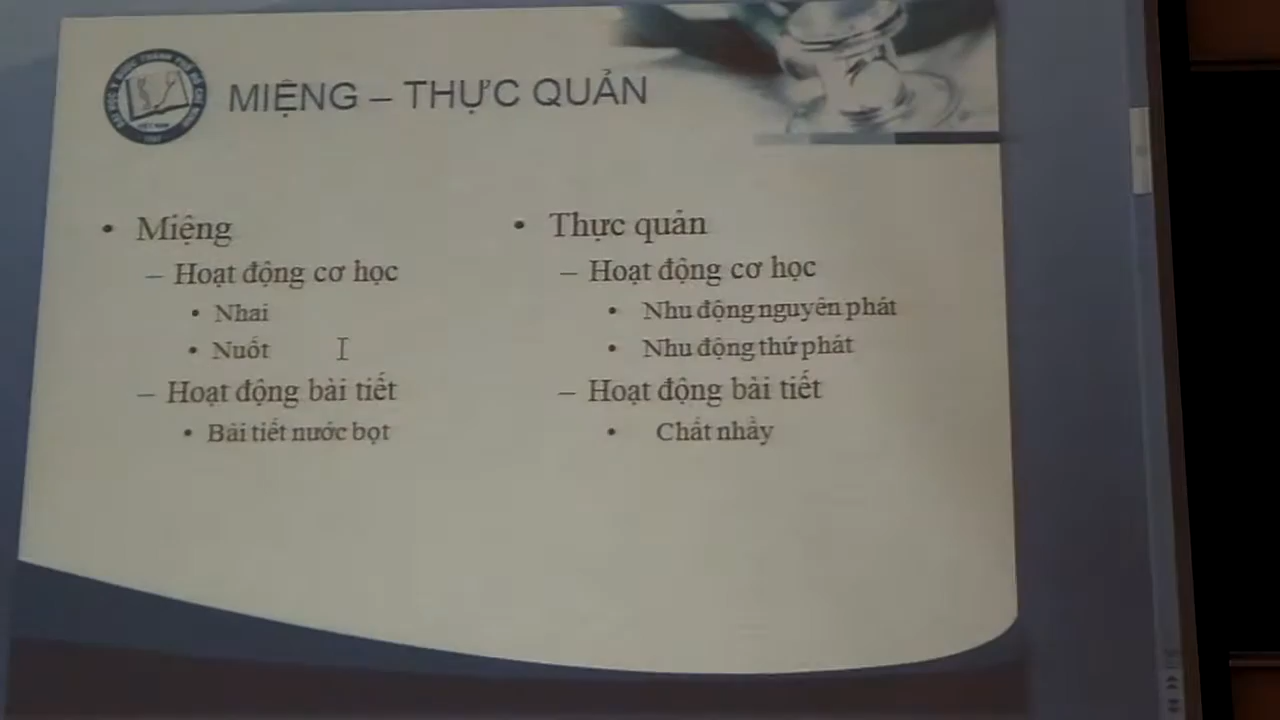 MIỆNG – THỰC QUẢN
• Miệng
– Hoạt động cơ học
• Nhai
• Nuốt
– Hoạt động bài tiết
• Bài tiết nước bọt
• Thực quản
– Hoạt động cơ học
• Nhu động nguyên phát
• Nhu động thứ phát
– Hoạt động bài tiết
• Chất nhầy